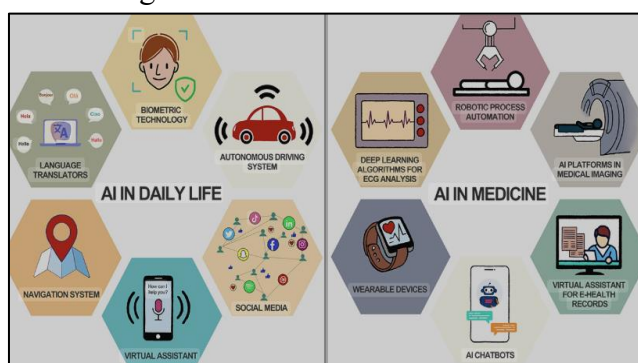 BIOMETRIC
TECHNOLOGY
LANGUAGE
TRANSLATORS
AUTONOMOUS DRIVING
SYSTEM
AI IN DAILY LIFE
NAVIGATION SYSTEM
How can I
help you?
VIRTUAL ASSISTANT
SOCIAL MEDIA
ROBOTIC PROCESS
AUTOMATION
DEEP LEARNING
ALGORITHMS FOR
ECG ANALYSIS
AI PLATFORMS IN
MEDICAL IMAGING
AI IN MEDICINE
WEARABLE DEVICES
AI CHATBOTS
VIRTUAL ASSISTANT
FOR E-HEALTH
RECORDS